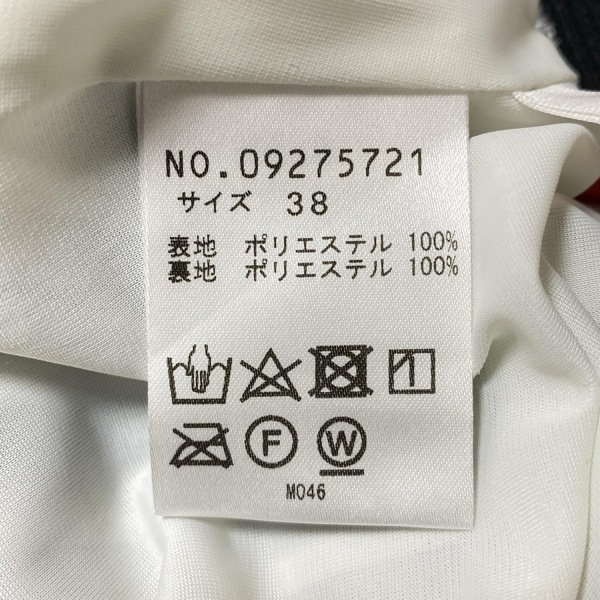 NO.09275721
サイズ 38
表地 ポリエステル 100%
裏地 ポリエステル 100%
F W
M046